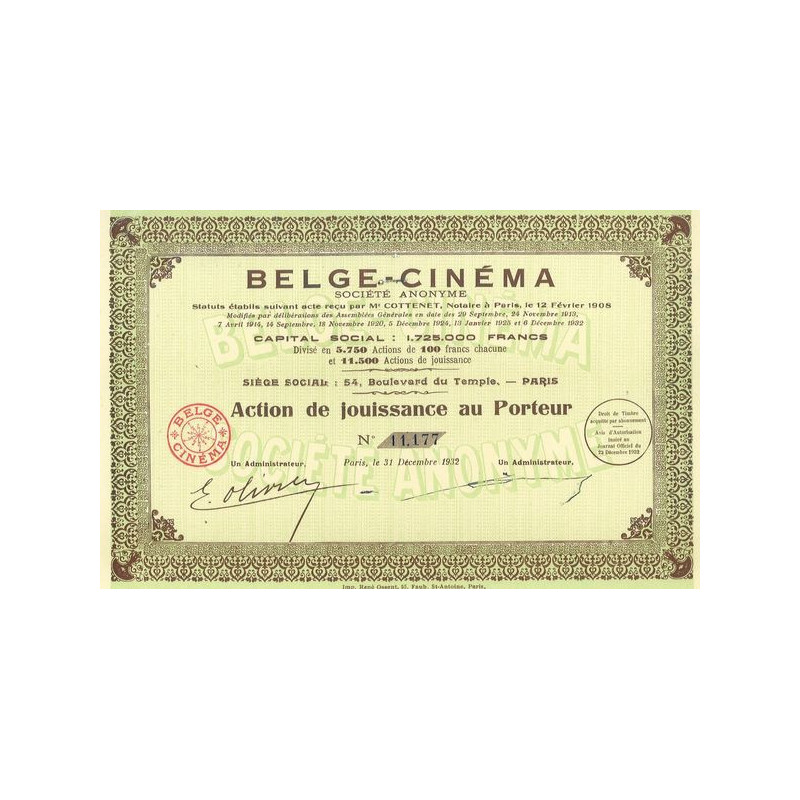 BELGE-CINÉMA
SOCIÉTÉ ANONYME
Statuts établis suivant acte reçu par Me COTTENET, Notaire à Paris, le 12 Février 1908
Modifiés par délibérations des Assemblées Générales en date des 29 Septembre, 24 Novembre 1913,
7 Avril 1914, 14 Septembre, 18 Novembre 1920, 5 Décembre 1924, 13 Janvier 1925 et 6 Décembre 1932
CAPITAL SOCIAL : 1.725.000 FRANCS
Divisé en 5.750 Actions de 100 francs chacune
et 11.500 Actions de jouissance
SIÈGE SOCIAL : 54, Boulevard du Temple. — PARIS
Action de jouissance au Porteur
BELGE
CINÉMA
N° 11.177
Droit de Timbre
acquitté par abonnement
Avis d'Autorisation
inséré au
Journal Officiel du
24 Décembre 1932
Un Administrateur,
Paris, le 31 Décembre 1932
Un Administrateur,
E. Olivier
BELGE-CINÉMA
SOCIÉTÉ ANONYME
Imp. René Ossent, Faub. St-Antoine, Paris,